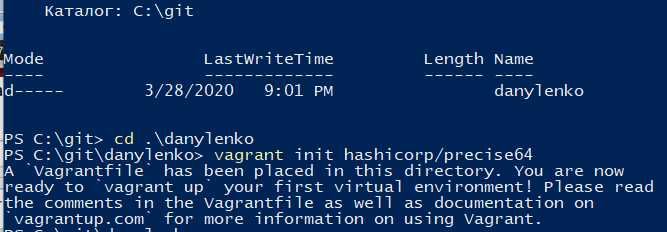 Каталог: C:\git
Mode LastWriteTime Length Name
---- ------------- ------ ----
d----- 3/28/2020 9:01 PM danylenko
PS C:\git> cd .\danylenko
PS C:\git\danylenko> vagrant init hashicorp/precise64
A `Vagrantfile` has been placed in this directory. You are now
ready to `vagrant up` your first virtual environment! Please read
the comments in the Vagrantfile as well as documentation on
`vagrantup.com` for more information on using Vagrant.